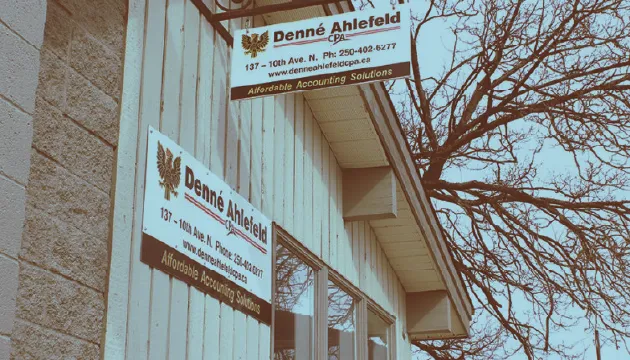 Denné Ahlefeld
CPA
137 - 10th Ave. N. Ph: 250-402-6277
www.denneahlefeldcpa.ca
Affordable Accounting Solutions
Denné Ahlefeld
CPA
137 - 10th Ave. N. Phone: 250-402-6277
www.denneahlefeldcpa.ca
Affordable Accounting Solutions